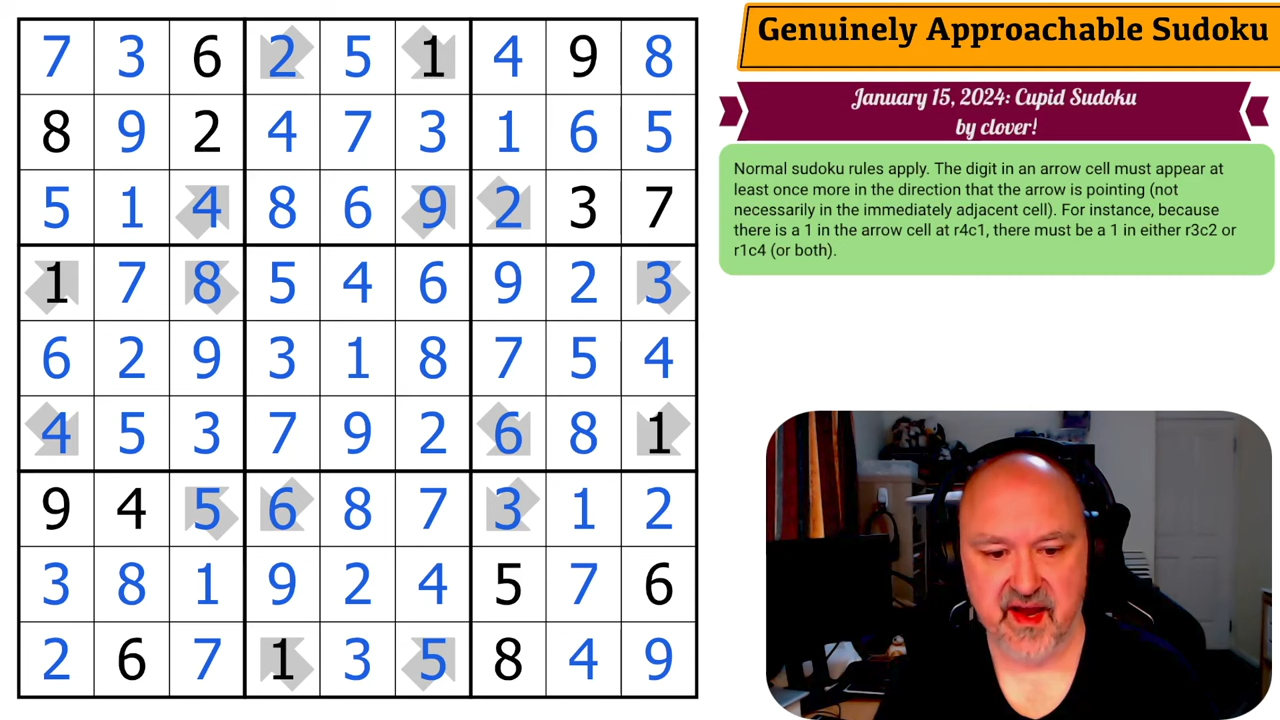 Genuinely Approachable Sudoku
January 15, 2024: Cupid Sudoku
by clover!
Normal sudoku rules apply. The digit in an arrow cell must appear at
least once more in the direction that the arrow is pointing (not
necessarily in the immediately adjacent cell). For instance, because
there is a 1 in the arrow cell at r4c1, there must be a 1 in either r3c2 or
r1c4 (or both).
7 3 6 2 5 1 4 9 8
8 9 2 4 7 3 1 6 5
5 1 4 8 6 9 2 3 7
1 7 8 5 4 6 9 2 3
6 2 9 3 1 8 7 5 4
4 5 3 7 9 2 6 8 1
9 4 5 6 8 7 3 1 2
3 8 1 9 2 4 5 7 6
2 6 7 1 3 5 8 4 9